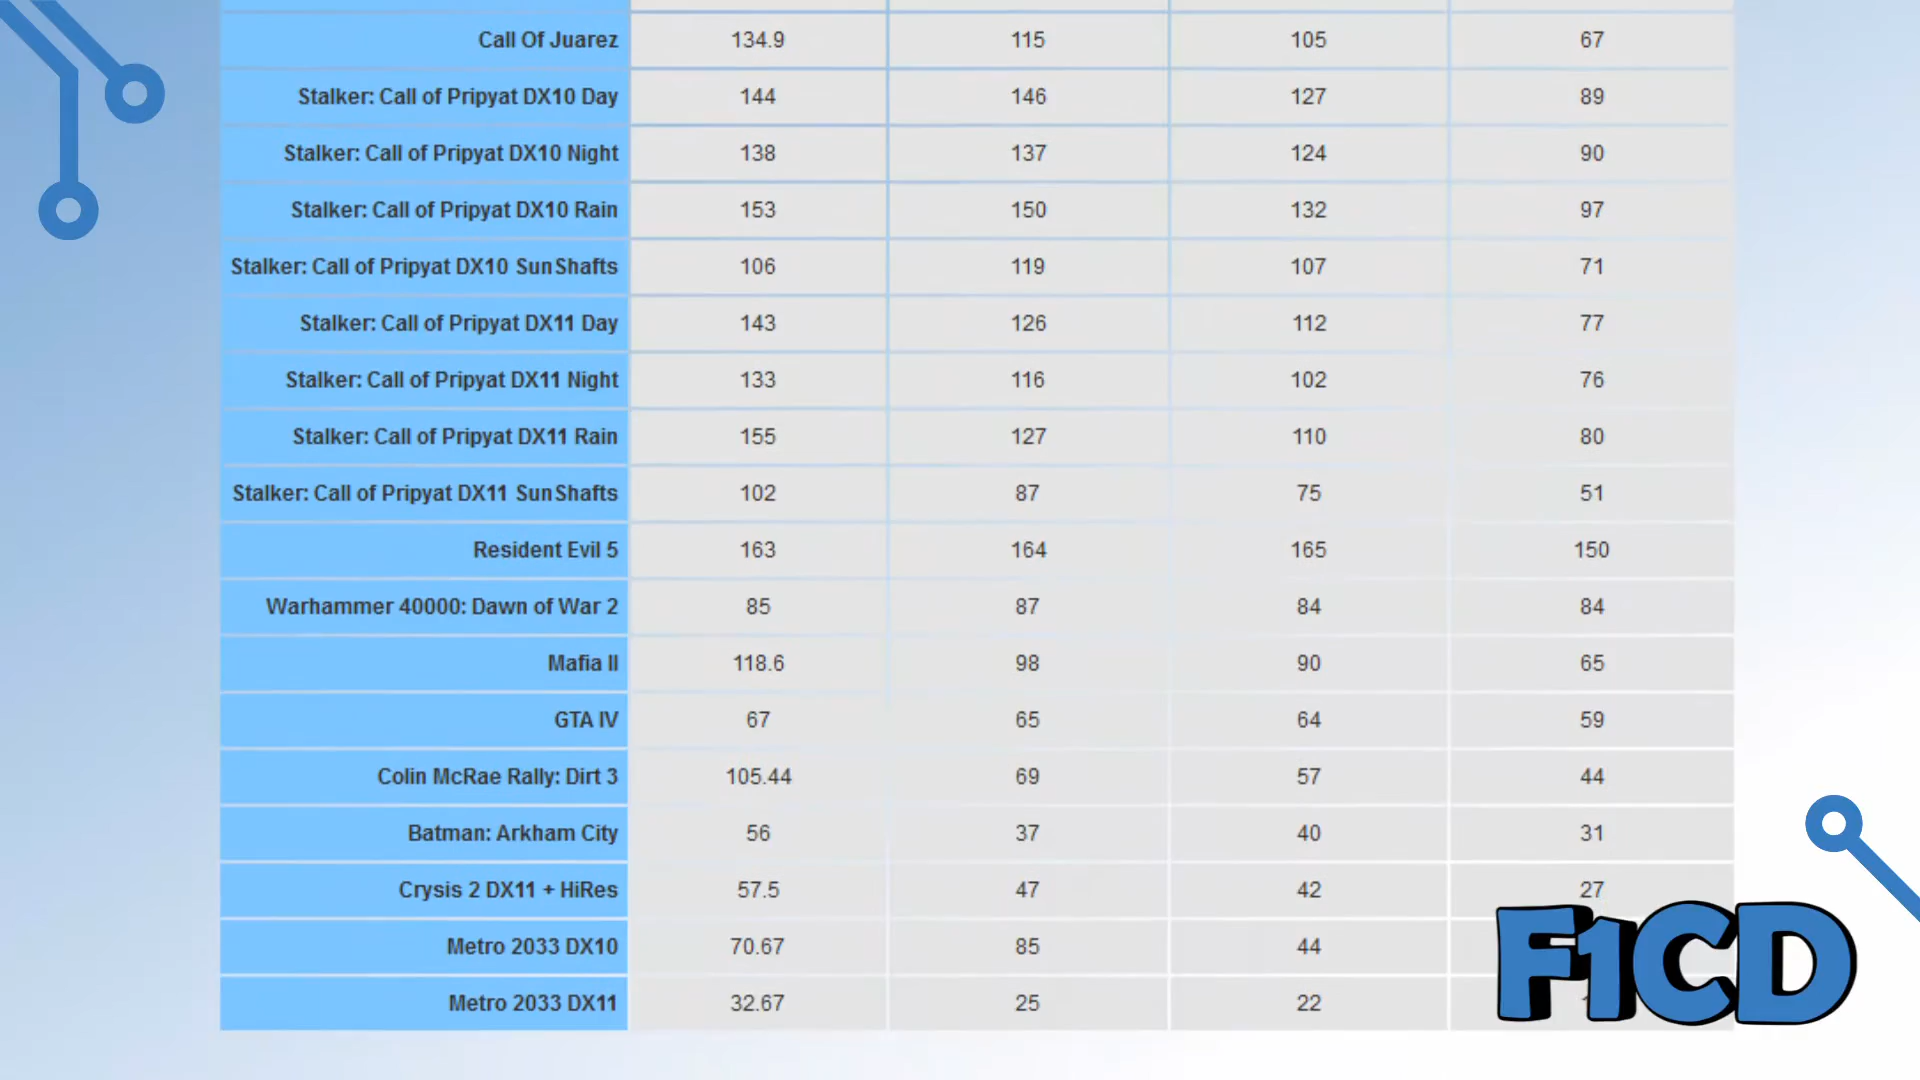 Call Of Juarez 134.9 115 105 67
Stalker: Call of Pripyat DX10 Day 144 146 127 89
Stalker: Call of Pripyat DX10 Night 138 137 124 90
Stalker: Call of Pripyat DX10 Rain 153 150 132 97
Stalker: Call of Pripyat DX10 SunShafts 106 119 107 71
Stalker: Call of Pripyat DX11 Day 143 126 112 77
Stalker: Call of Pripyat DX11 Night 133 116 102 76
Stalker: Call of Pripyat DX11 Rain 155 127 110 80
Stalker: Call of Pripyat DX11 SunShafts 102 87 75 51
Resident Evil 5 163 164 165 150
Warhammer 40000: Dawn of War 2 85 87 84 84
Mafia II 118.6 98 90 65
GTA IV 67 65 64 59
Colin McRae Rally: Dirt 3 105.44 69 57 44
Batman: Arkham City 56 37 40 31
Crysis 2 DX11 + HiRes 57.5 47 42 27
Metro 2033 DX10 70.67 85 44
Metro 2033 DX11 32.67 25 22
F1CD